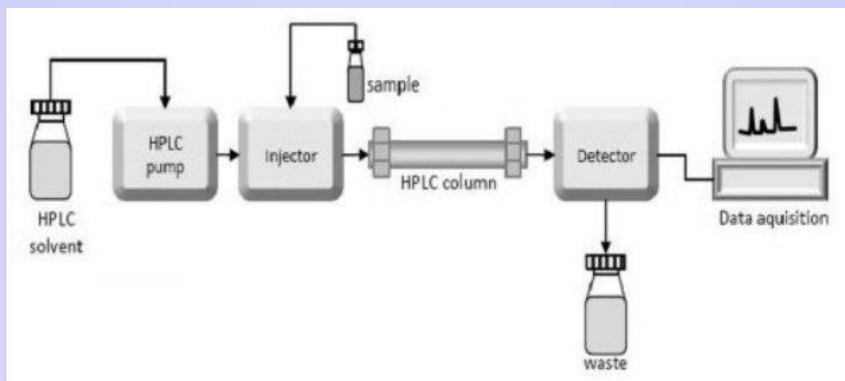 HPLC
solvent
HPLC
pump
Injector
sample
HPLC column
Detector
waste
Data aquisition